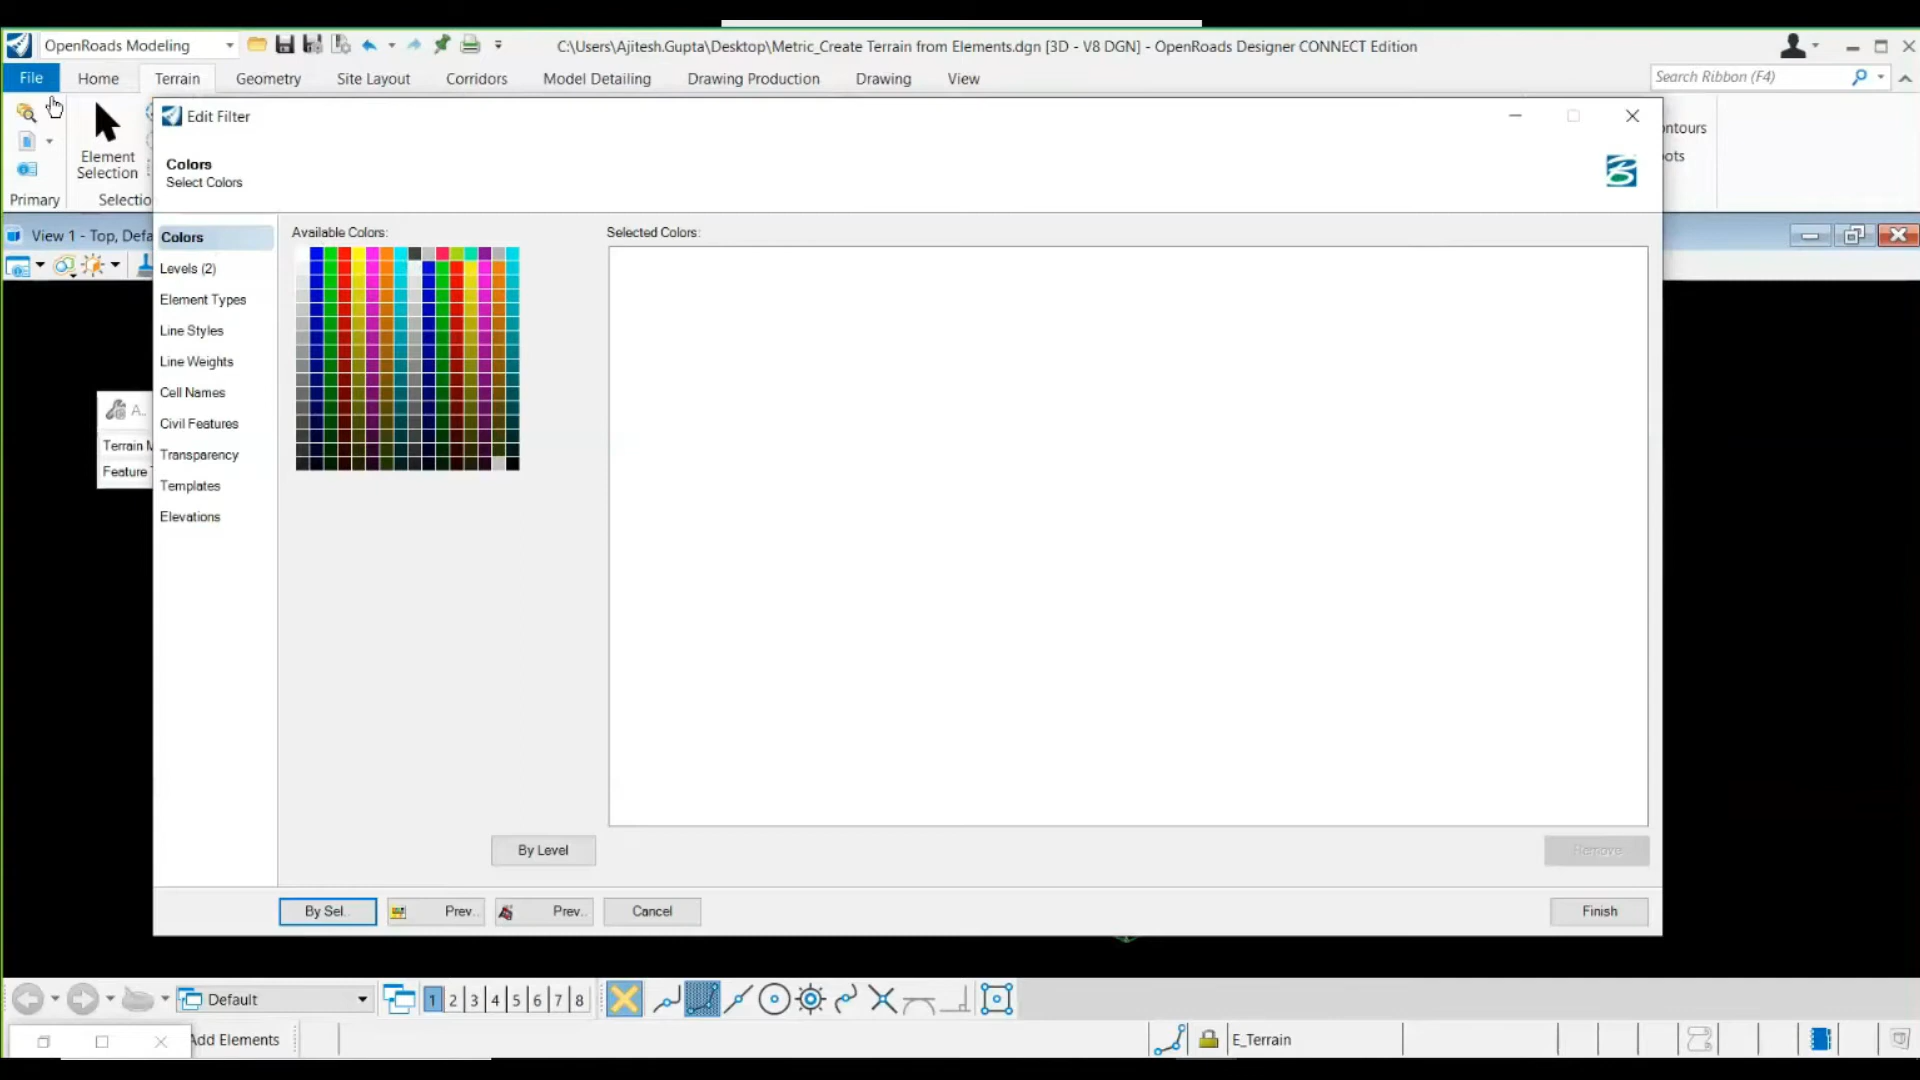 OpenRoads Modeling
C:\Users\Ajitesh.Gupta\Desktop\Metric_Create Terrain from Elements.dgn [3D - V8 DGN] - OpenRoads Designer CONNECT Edition
File Home Terrain Geometry Site Layout Corridors Model Detailing Drawing Production Drawing View
Search Ribbon (F4)
Element
Selection
Primary
Selectio
ntours
ots
Edit Filter
Colors
Select Colors
View 1 - Top, Defa
Colors
Levels (2)
Element Types
Line Styles
Line Weights
Cell Names
Civil Features
Transparency
Templates
Elevations
Available Colors:
Selected Colors:
A..
Terrain M
Feature T
By Level
Remove
By Sel.
Prev..
Prev..
Cancel
Finish
Default
1 2 3 4 5 6 7 8
Add Elements
E_Terrain